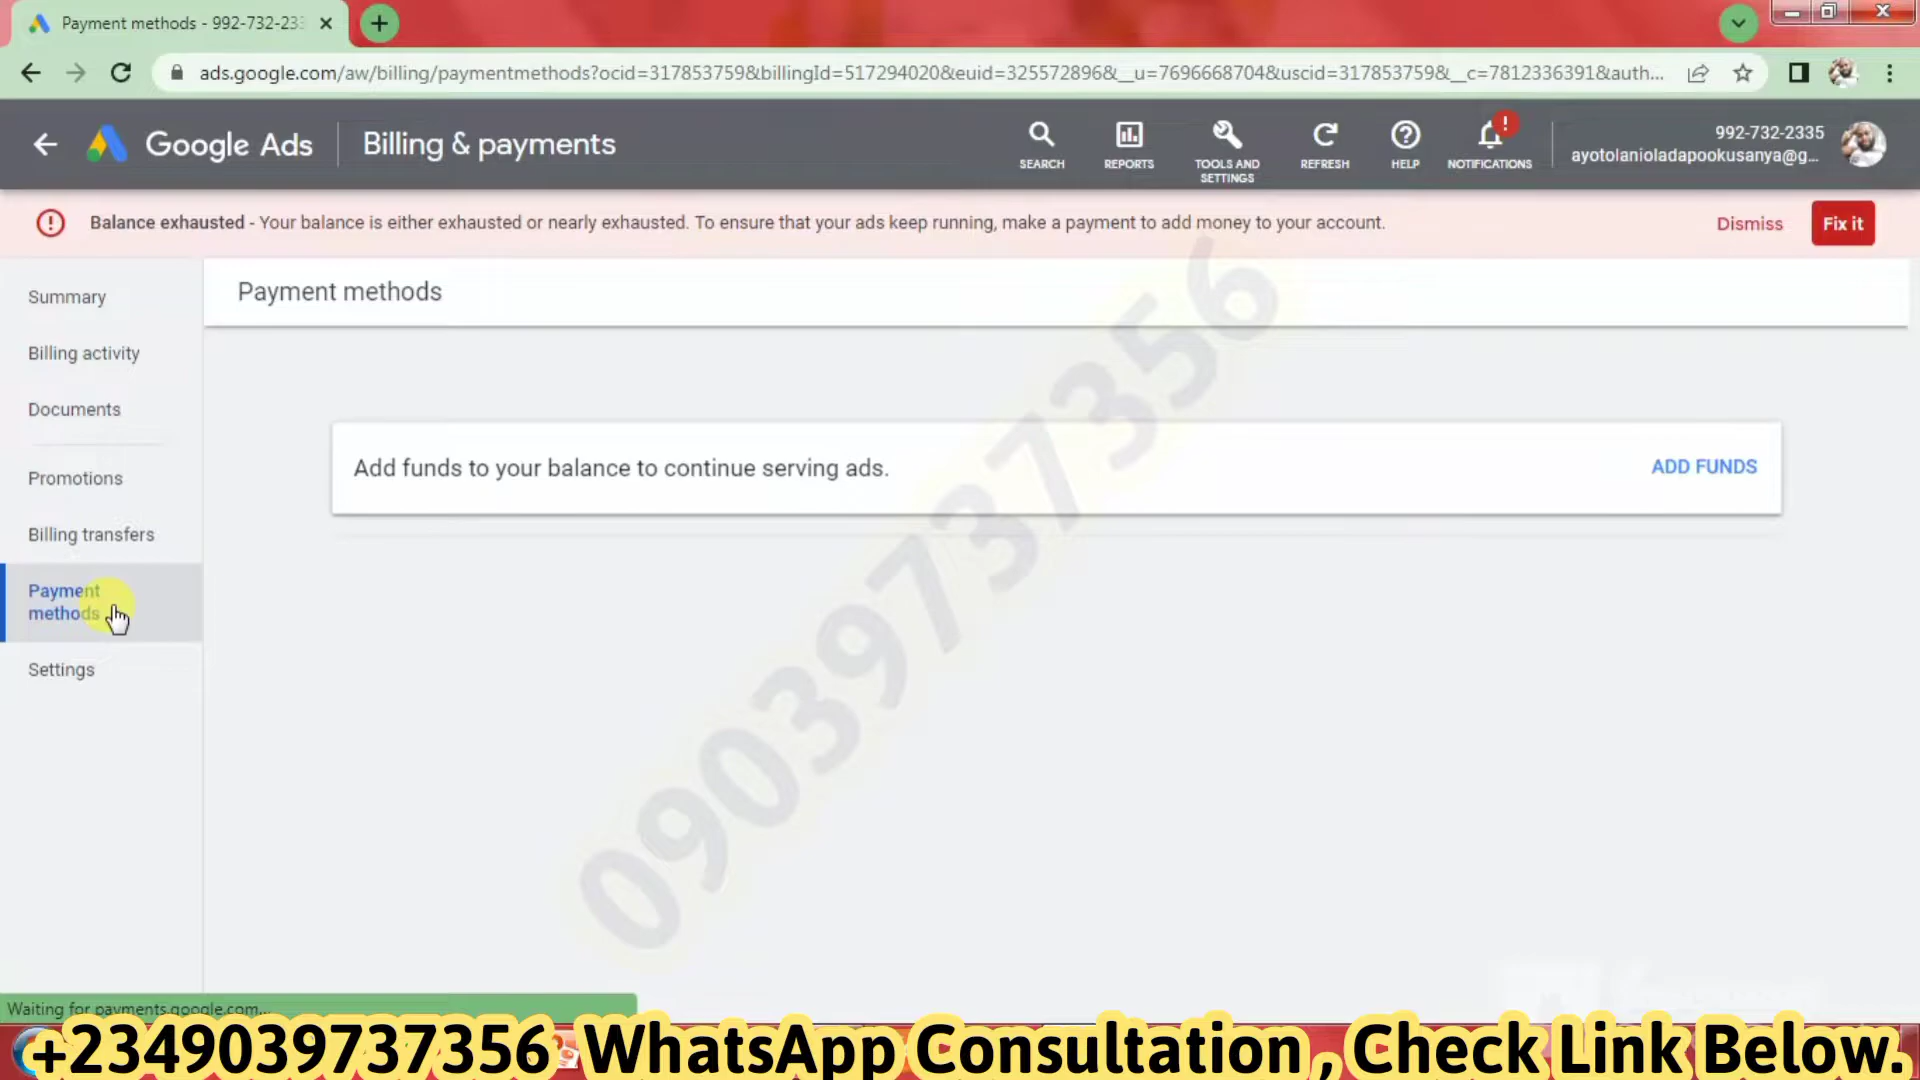 Payment methods - 992-732-233
ads.google.com/aw/billing/paymentmethods?ocid=317853759&billingId=517294020&euid=325572896&__u=7696668704&uscid=317853759&__c=7812336391&auth...
Google Ads
Billing & payments
SEARCH
REPORTS
TOOLS AND
SETTINGS
REFRESH
HELP
!
NOTIFICATIONS
992-732-2335
ayotolanioladapookusanya@g...
Balance exhausted - Your balance is either exhausted or nearly exhausted. To ensure that your ads keep running, make a payment to add money to your account.
Dismiss
Fix it
Summary
Billing activity
Documents
Promotions
Billing transfers
Payment
methods
Settings
Payment methods
Add funds to your balance to continue serving ads.
ADD FUNDS
09039737356
Waiting for payments.google.com...
+2349039737356 WhatsApp Consultation , Check Link Below.